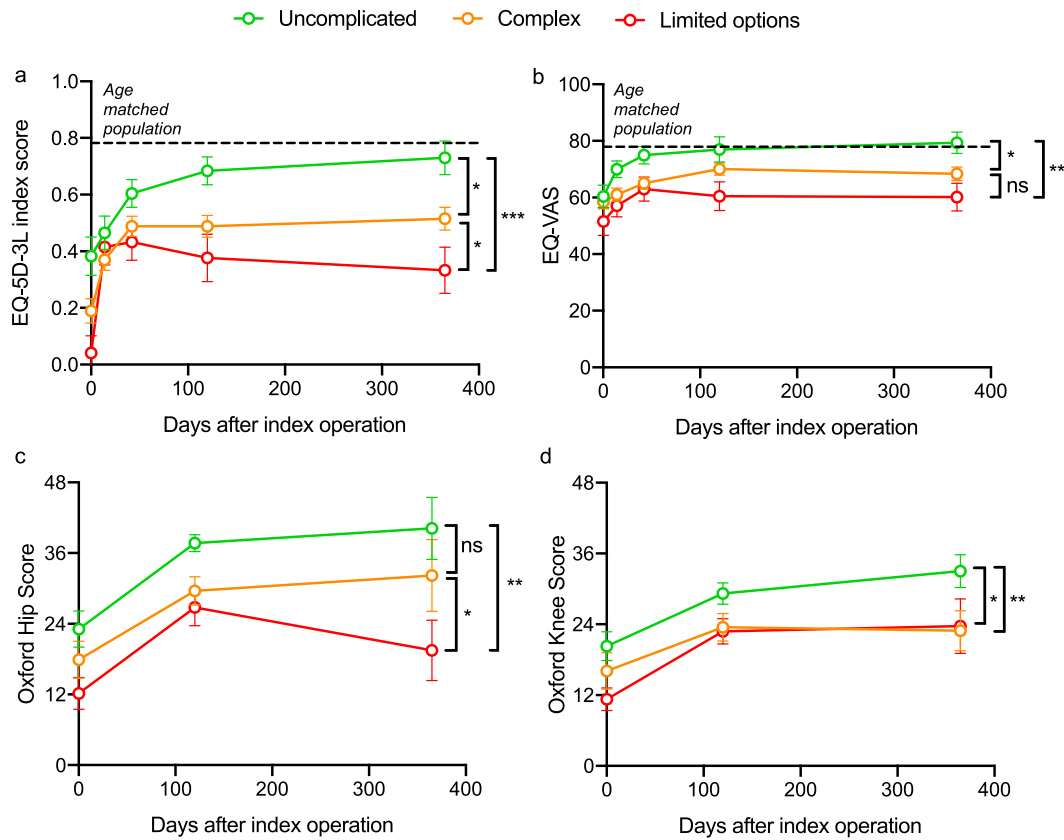 Uncomplicated Complex Limited options
a
EQ-5D-3L index score
1.0
0.8
0.6
0.4
0.2
0.0
Age
matched
population
*
*
***
0 100 200 300 400
Days after index operation
b
EQ-VAS
100
80
60
40
20
0
Age
matched
population
*
ns
**
0 100 200 300 400
Days after index operation
c
Oxford Hip Score
48
36
24
12
0
ns
*
**
0 100 200 300 400
Days after index operation
d
Oxford Knee Score
48
36
24
12
0
*
**
0 100 200 300 400
Days after index operation